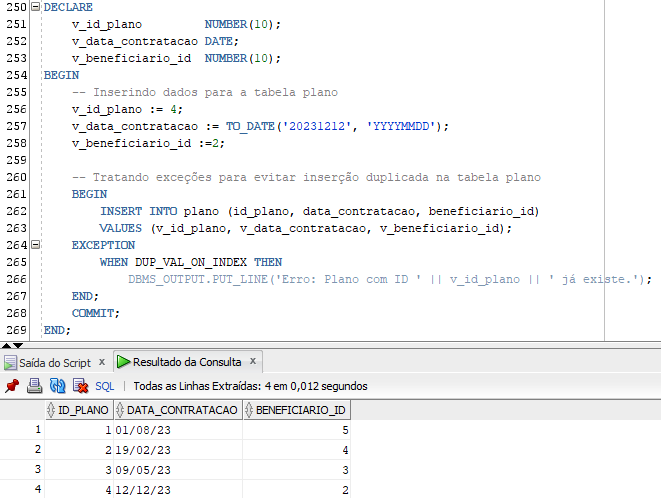 250 DECLARE
251 v_id_plano NUMBER(10);
252 v_data_contratacao DATE;
253 v_beneficiario_id NUMBER(10);
254 BEGIN
255 -- Inserindo dados para a tabela plano
256 v_id_plano := 4;
257 v_data_contratacao := TO_DATE('20231212', 'YYYYMMDD');
258 v_beneficiario_id :=2;
259
260 -- Tratando exceções para evitar inserção duplicada na tabela plano
261 BEGIN
262 INSERT INTO plano (id_plano, data_contratacao, beneficiario_id)
263 VALUES (v_id_plano, v_data_contratacao, v_beneficiario_id);
264 EXCEPTION
265 WHEN DUP_VAL_ON_INDEX THEN
266 DBMS_OUTPUT.PUT_LINE('Erro: Plano com ID ' || v_id_plano || ' já existe.');
267 END;
268 COMMIT;
269 END;
Saída do Script x Resultado da Consulta x
SQL | Todas as Linhas Extraídas: 4 em 0,012 segundos
ID_PLANO DATA_CONTRATACAO BENEFICIARIO_ID
1 1 01/08/23 5
2 2 19/02/23 4
3 3 09/05/23 3
4 4 12/12/23 2